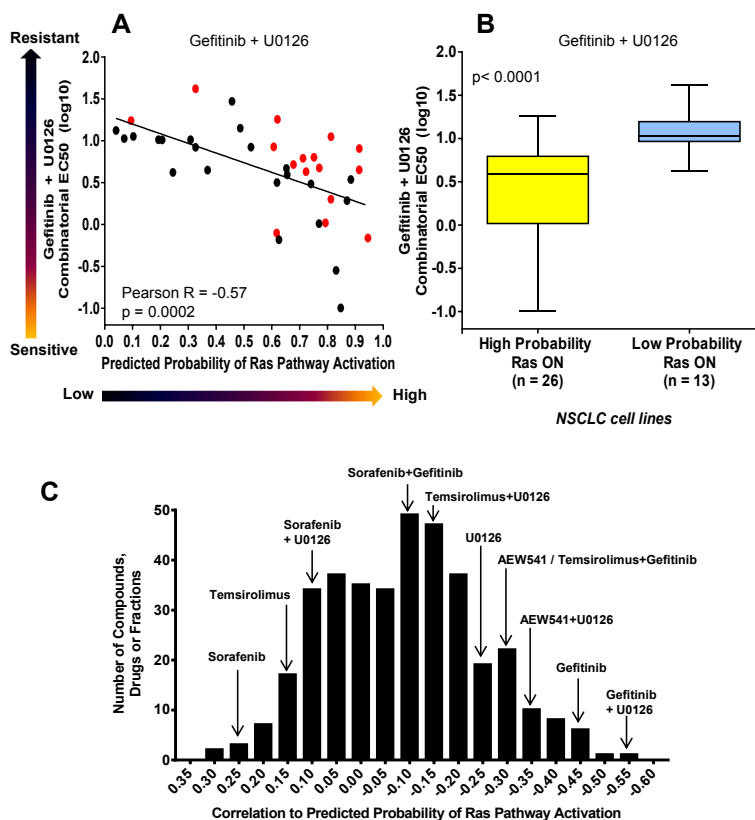 A
Gefitinib + U0126
Resistant
Sensitive
Gefitinib + U0126
Combinatorial EC50 (log10)
2.0
1.5
1.0
0.5
0.0
-0.5
-1.0
Pearson R = -0.57
p = 0.0002
0.0 0.1 0.2 0.3 0.4 0.5 0.6 0.7 0.8 0.9 1.0
Predicted Probability of Ras Pathway Activation
Low
High
B
Gefitinib + U0126
p< 0.0001
Gefitinib + U0126
Combinatorial EC50 (log10)
2.0
1.5
1.0
0.5
0.0
-0.5
-1.0
High Probability
Ras ON
(n = 26)
Low Probability
Ras ON
(n = 13)
NSCLC cell lines
C
Number of Compounds,
Drugs or Fractions
50
40
30
20
10
0
Sorafenib
Temsirolimus
Sorafenib
+ U0126
Sorafenib+Gefitinib
Temsirolimus+U0126
U0126
AEW541 / Temsirolimus+Gefitinib
AEW541+U0126
Gefitinib
Gefitinib
+ U0126
0.35 0.30 0.25 0.20 0.15 0.10 0.05 0.00 -0.05 -0.10 -0.15 -0.20 -0.25 -0.30 -0.35 -0.40 -0.45 -0.50 -0.55 -0.60
Correlation to Predicted Probability of Ras Pathway Activation